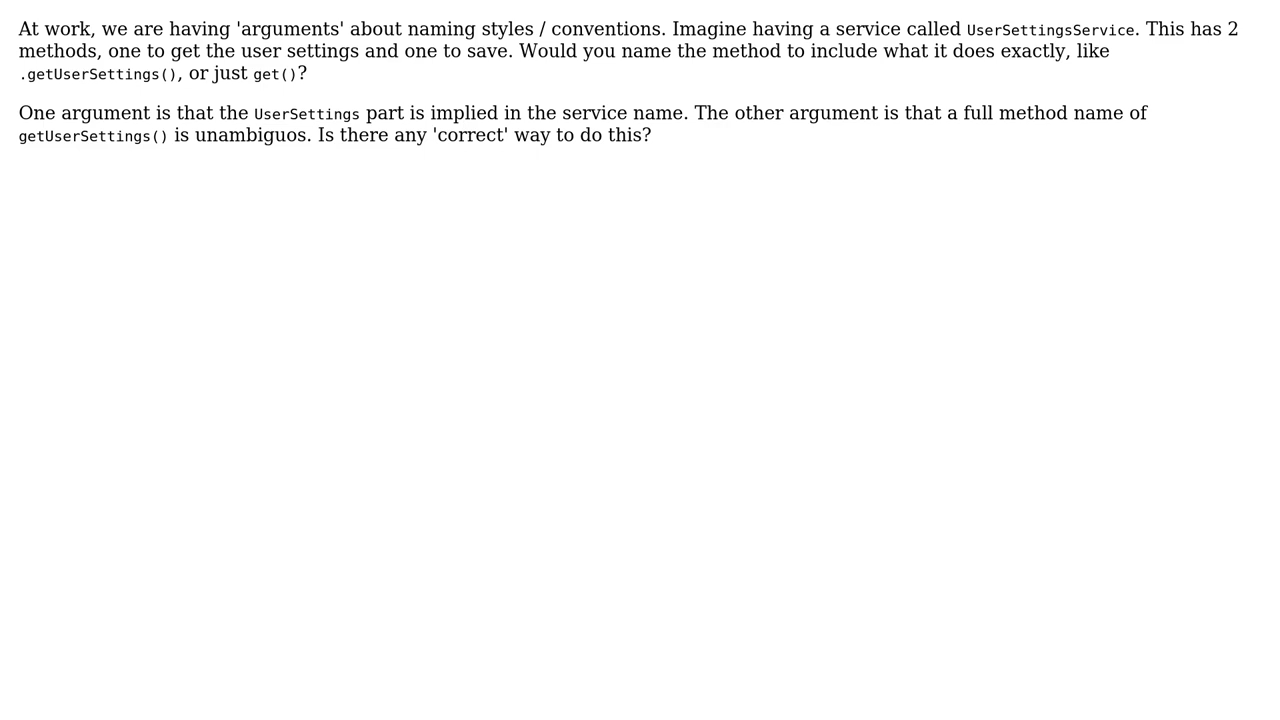 At work, we are having 'arguments' about naming styles / conventions. Imagine having a service called UserSettingsService. This has 2
methods, one to get the user settings and one to save. Would you name the method to include what it does exactly, like
.getUserSettings(), or just get()?
One argument is that the UserSettings part is implied in the service name. The other argument is that a full method name of
getUserSettings() is unambiguos. Is there any 'correct' way to do this?